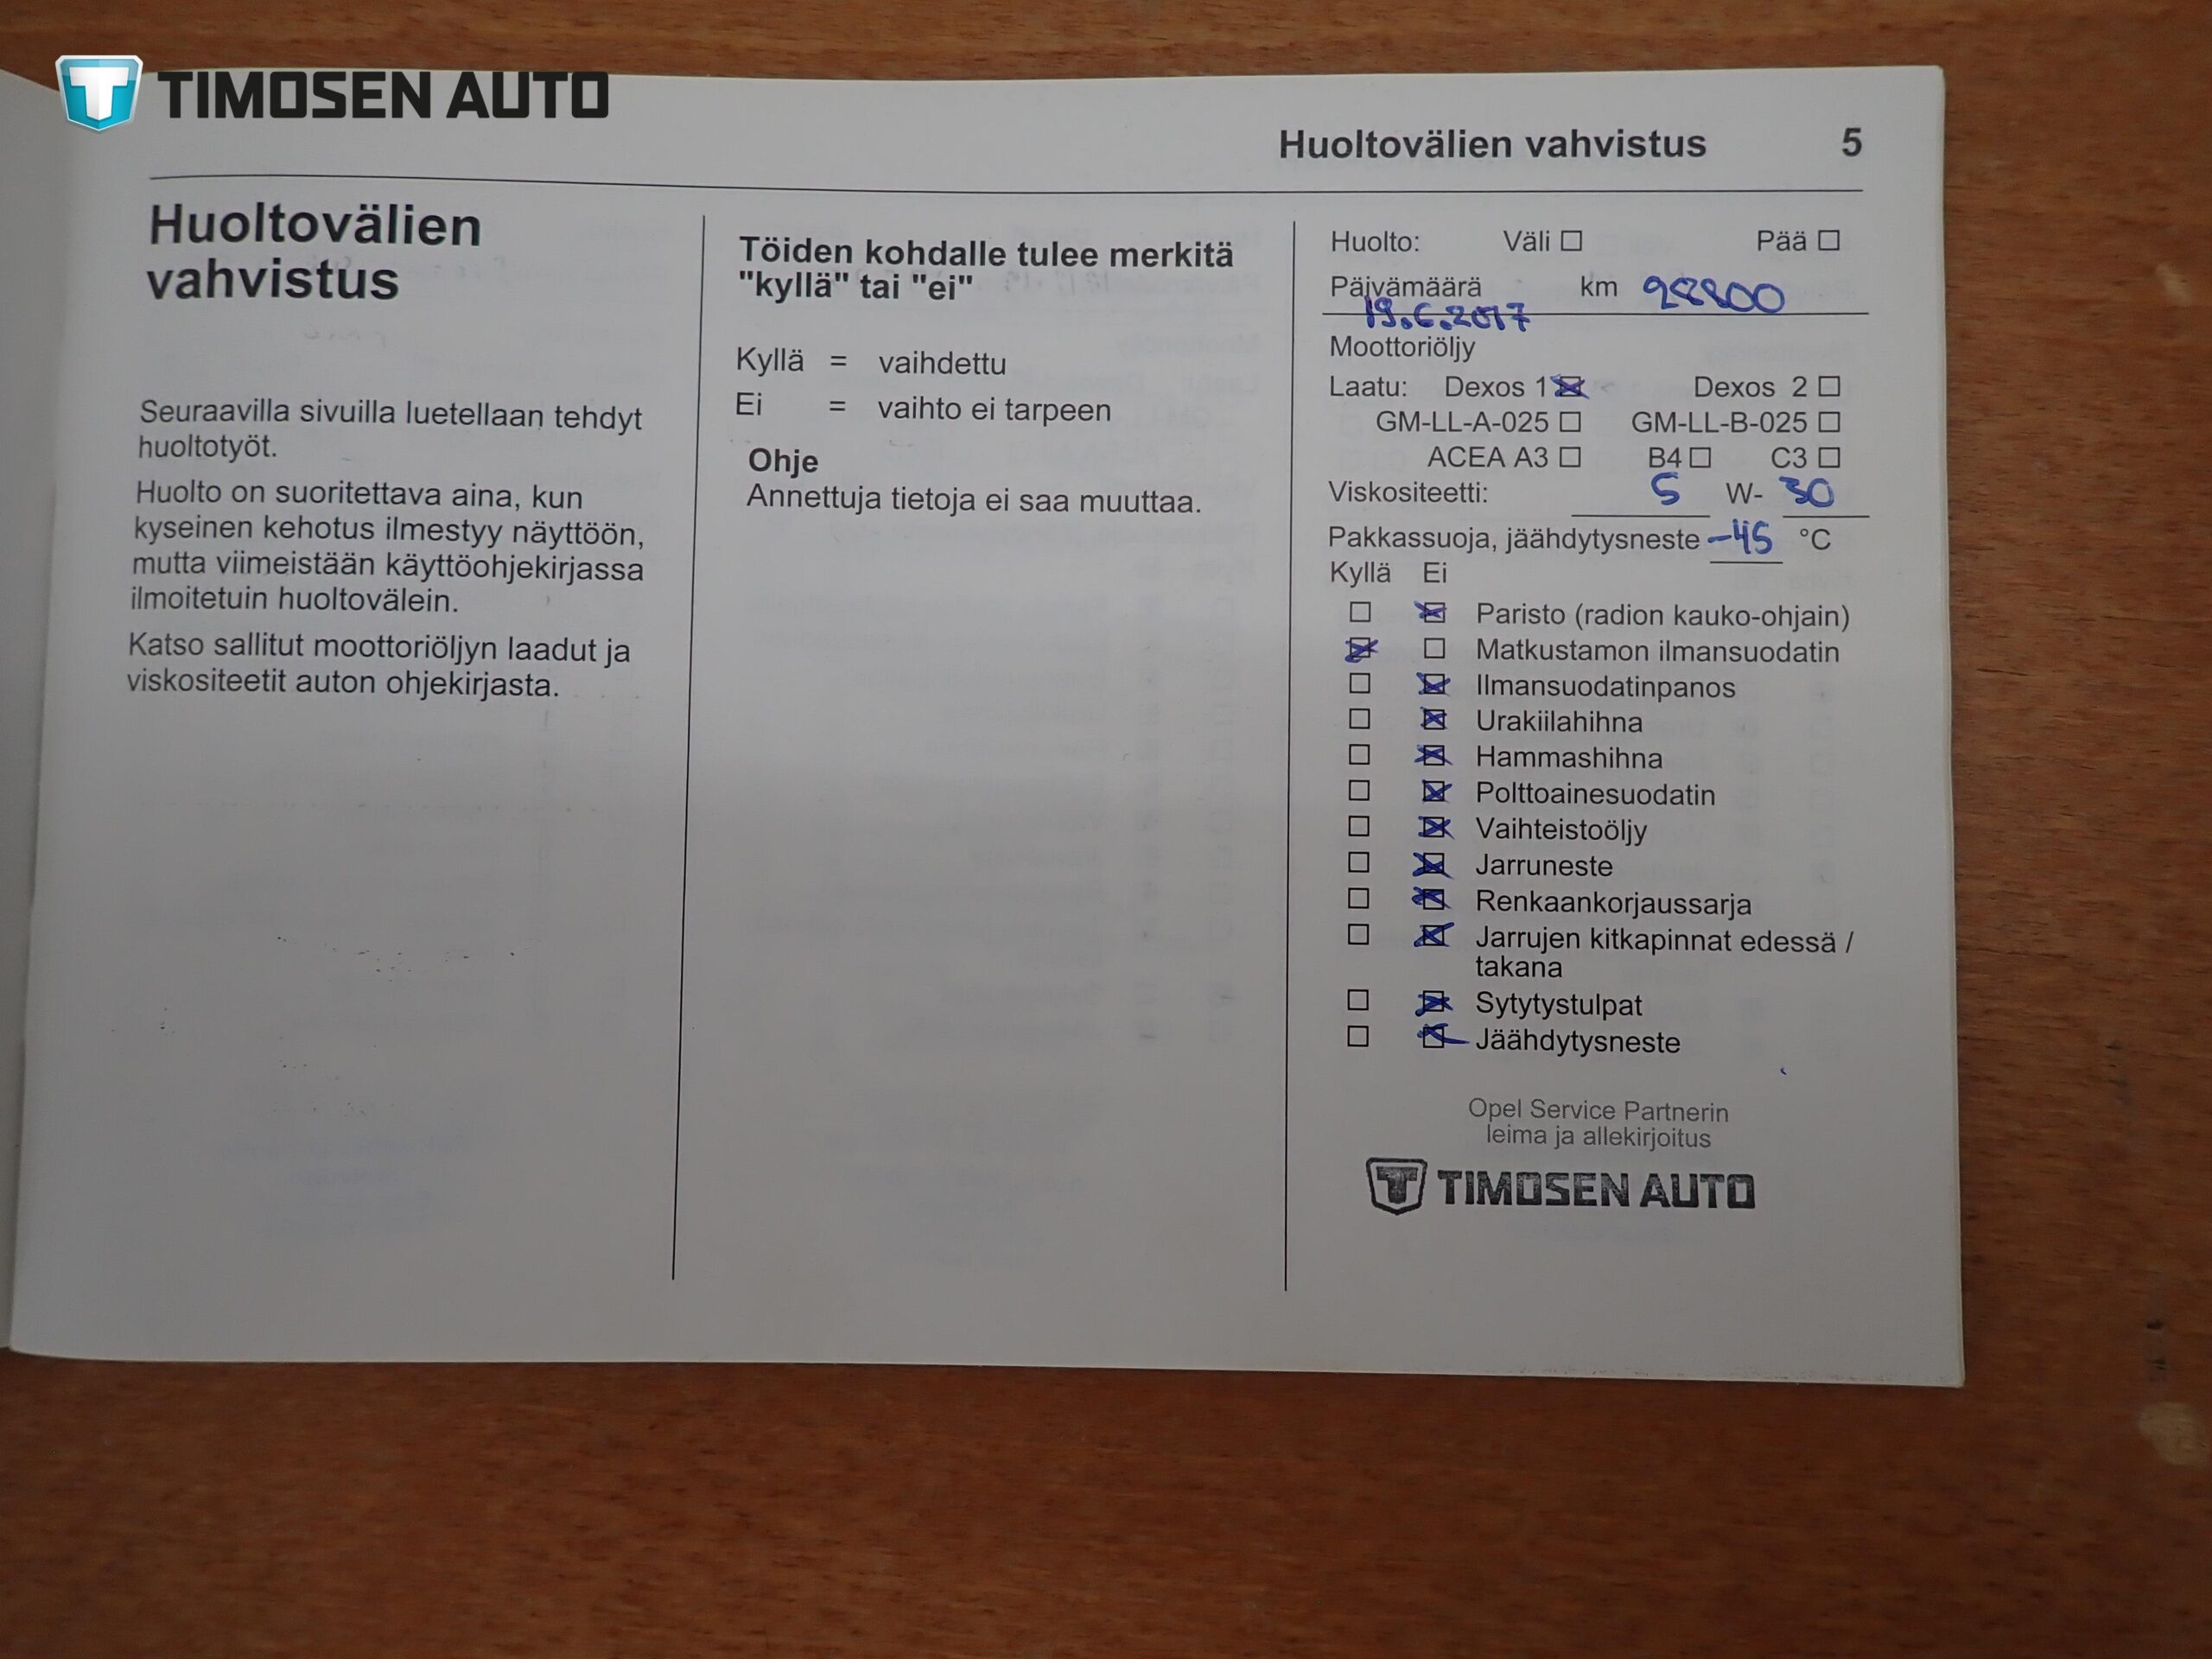 TIMOSEN AUTO
Huoltovälien vahvistus 5
Huoltovälien
vahvistus
Seuraavilla sivuilla luetellaan tehdyt
huoltotyöt.
Huolto on suoritettava aina, kun
kyseinen kehotus ilmestyy näyttöön,
mutta viimeistään käyttöohjekirjassa
ilmoitetuin huoltovälein.
Katso sallitut moottoriöljyn laadut ja
viskositeetit auton ohjekirjasta.
Töiden kohdalle tulee merkitä
"kyllä" tai "ei"
Kyllä = vaihdettu
Ei = vaihto ei tarpeen
Ohje
Annettuja tietoja ei saa muuttaa.
Huolto: Väli ☐ Pää ☐
Päivämäärä km
19.6.2017
Moottoriöljy
Laatu: Dexos 1 ☒ Dexos 2 ☐
GM-LL-A-025 ☐ GM-LL-B-025 ☐
ACEA A3 ☐ B4 ☐ C3 ☐
Viskositeetti: 5 W- 30
Pakkassuoja, jäähdytysneste -45 °C
Kyllä Ei
☐ ☒ Paristo (radion kauko-ohjain)
☒ ☐ Matkustamon ilmansuodatin
☐ ☒ Ilmansuodatinpanos
☐ ☒ Urakiilahihna
☐ ☒ Hammashihna
☐ ☒ Polttoainesuodatin
☐ ☒ Vaihteistoöljy
☐ ☒ Jarruneste
☐ ☒ Renkaankorjaussarja
☐ ☒ Jarrujen kitkapinnat edessä /
takana
☐ ☒ Sytytystulpat
☐ ☒ Jäähdytysneste
Opel Service Partnerin
leima ja allekirjoitus
TIMOSEN AUTO